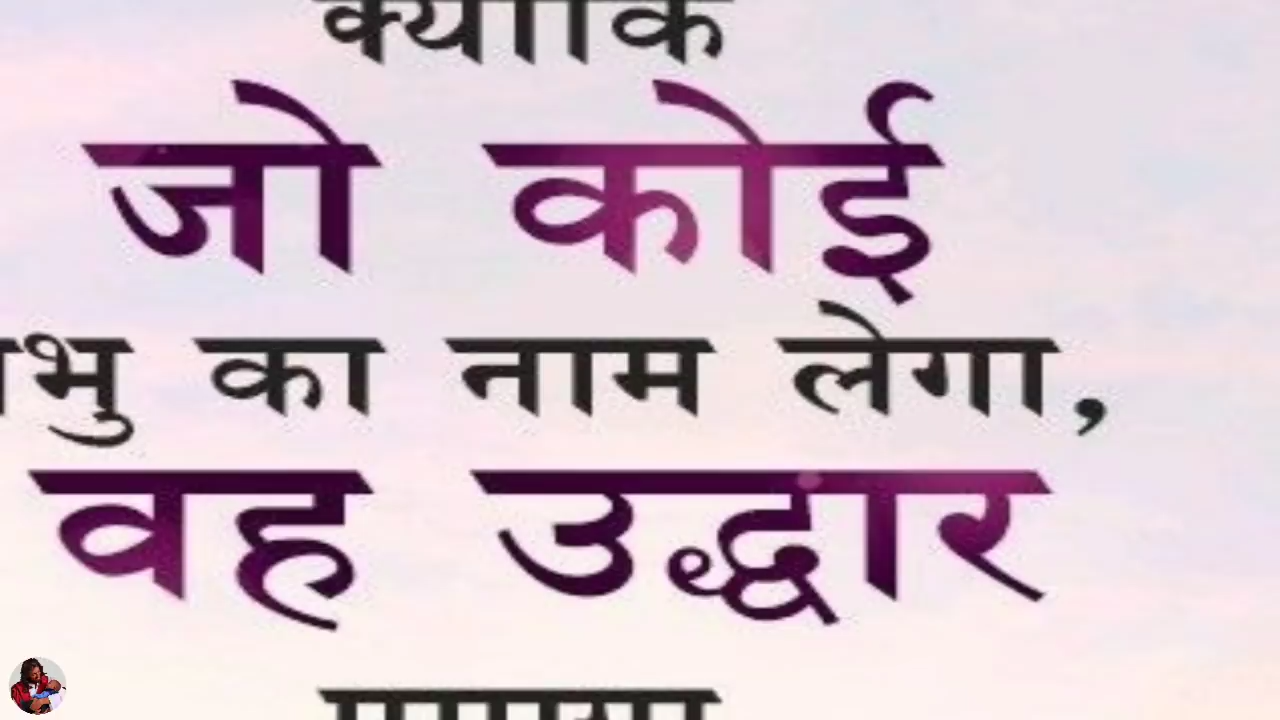 क्योंकि
जो कोई
का नाम लेगा,
वह उद्धार